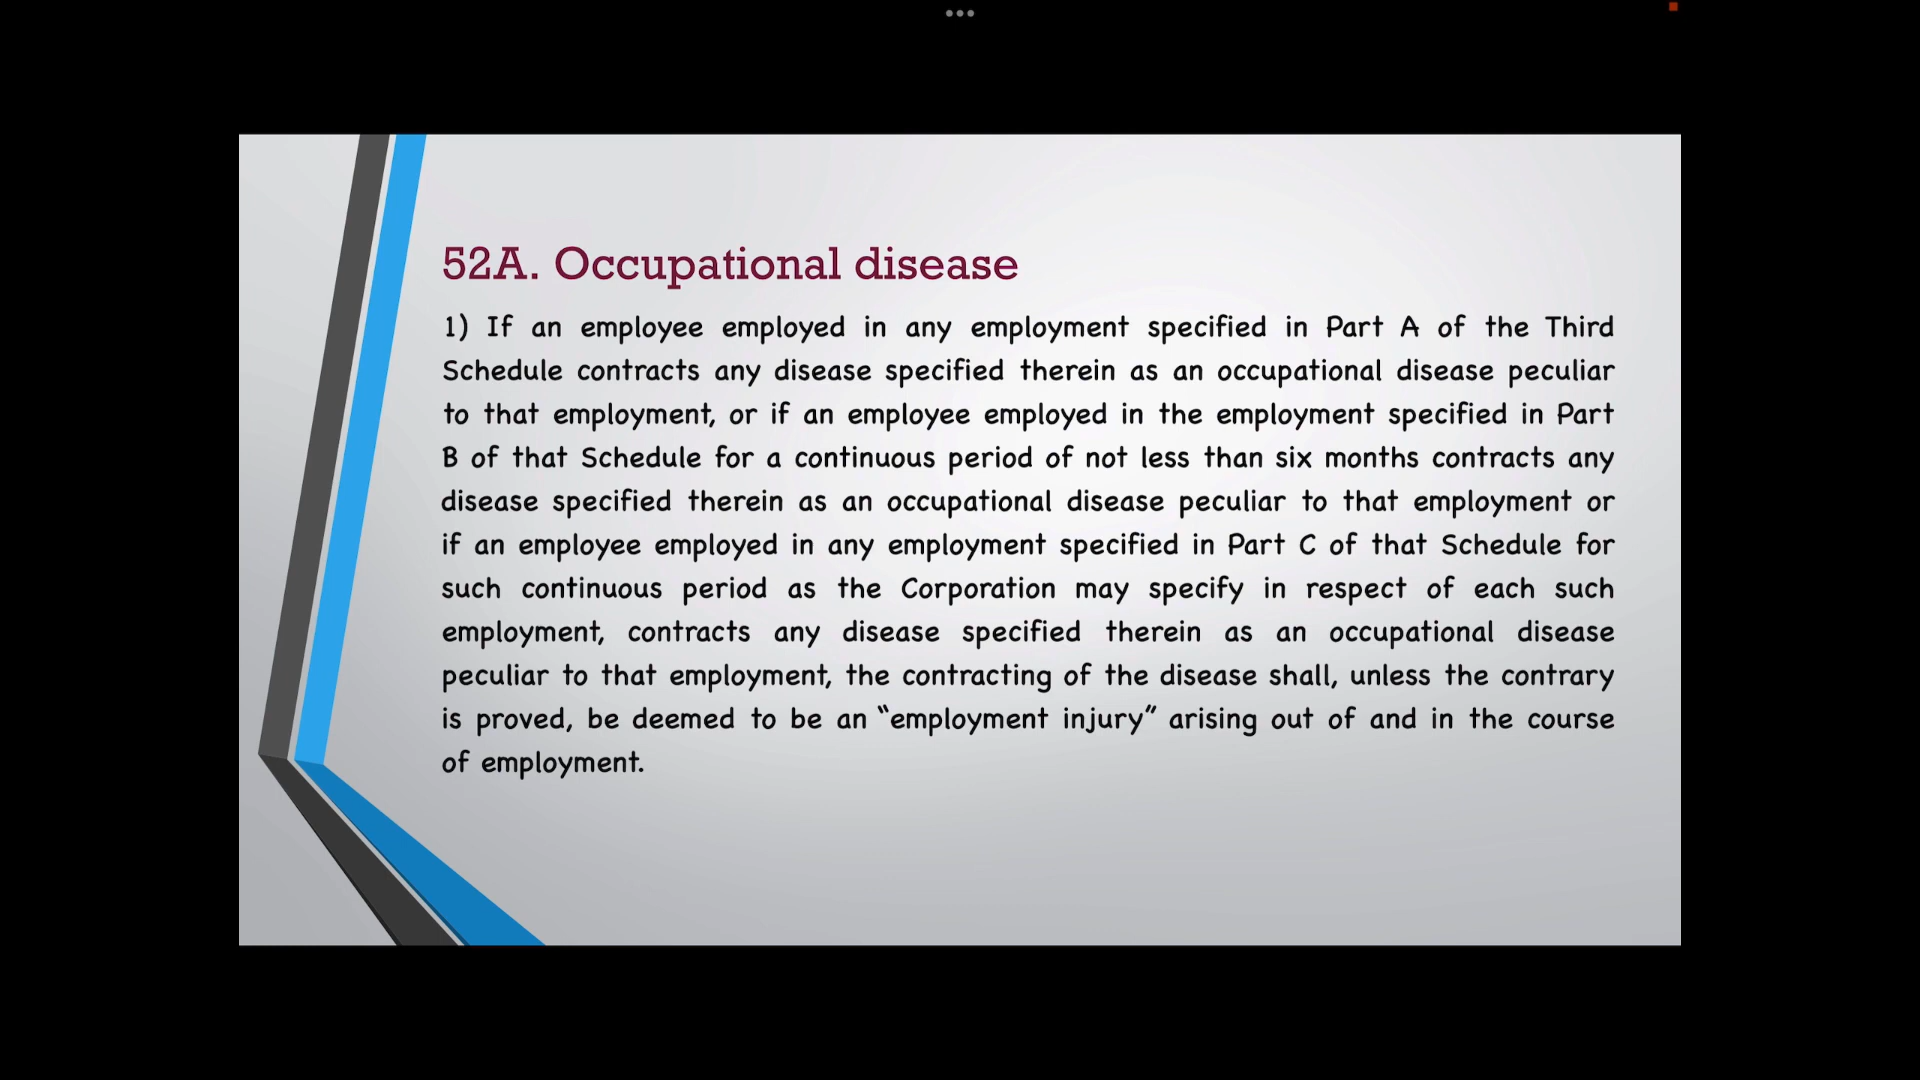 52A. Occupational disease
1) If an employee employed in any employment specified in Part A of the Third
Schedule contracts any disease specified therein as an occupational disease peculiar
to that employment, or if an employee employed in the employment specified in Part
B of that Schedule for a continuous period of not less than six months contracts any
disease specified therein as an occupational disease peculiar to that employment or
if an employee employed in any employment specified in Part C of that Schedule for
such continuous period as the Corporation may specify in respect of each such
employment, contracts any disease specified therein as an occupational disease
peculiar to that employment, the contracting of the disease shall, unless the contrary
is proved, be deemed to be an “employment injury” arising out of and in the course
of employment.